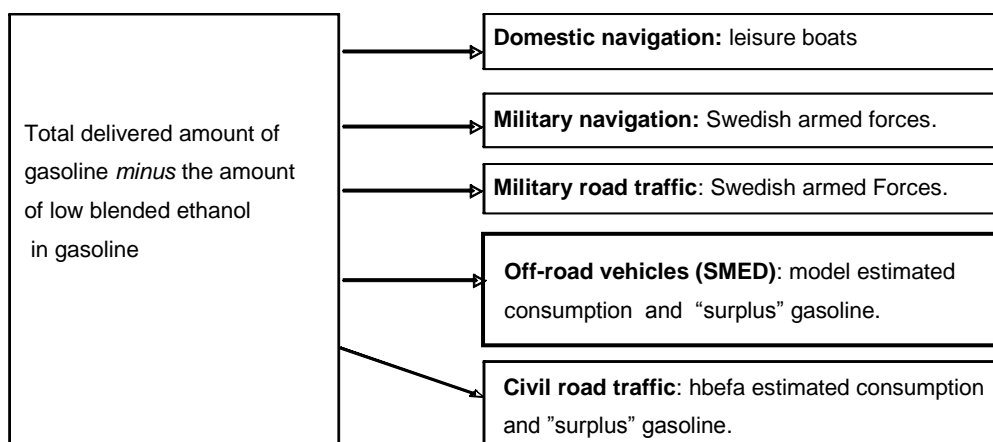 Total delivered amount of
gasoline minus the amount
of low blended ethanol
in gasoline
Domestic navigation: leisure boats
Military navigation: Swedish armed forces.
Military road traffic: Swedish armed Forces.
Off-road vehicles (SMED): model estimated
consumption and “surplus” gasoline.
Civil road traffic: hbefa estimated consumption
and ”surplus” gasoline.